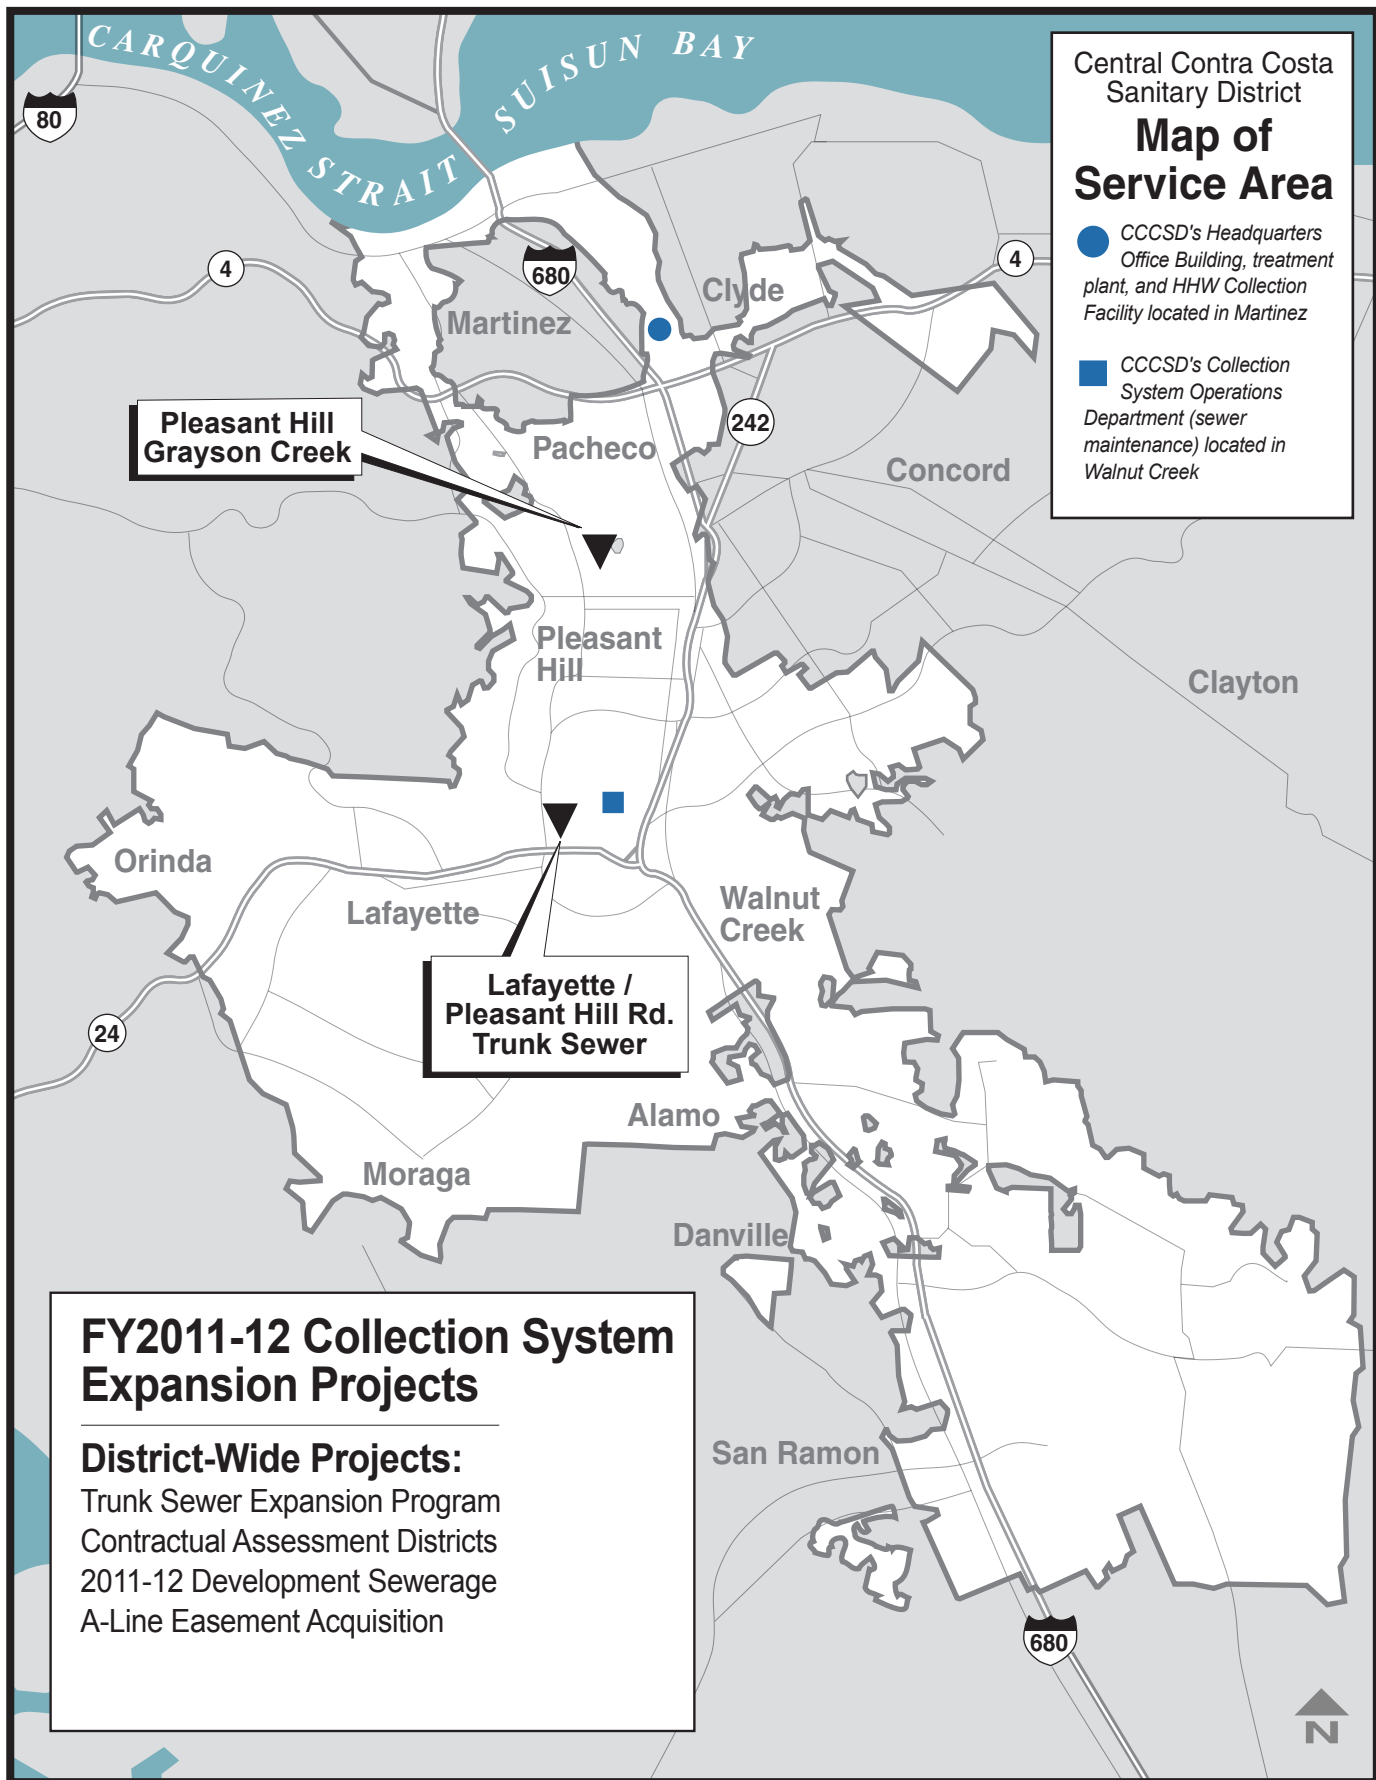 CARQUINEZ STRAIT
SUISUN BAY
Central Contra Costa
Sanitary District
Map of
Service Area
CCCSD's Headquarters
Office Building, treatment
plant, and HHW Collection
Facility located in Martinez
CCCSD's Collection
System Operations
Department (sewer
maintenance) located in
Walnut Creek
80
4
680
4
Clyde
Martinez
242
Pleasant Hill
Grayson Creek
Pacheco
Concord
Pleasant
Hill
Clayton
Orinda
Lafayette
Walnut
Creek
Lafayette /
Pleasant Hill Rd.
Trunk Sewer
24
Alamo
Moraga
Danville
FY2011-12 Collection System
Expansion Projects
District-Wide Projects:
Trunk Sewer Expansion Program
Contractual Assessment Districts
2011-12 Development Sewerage
A-Line Easement Acquisition
San Ramon
680
N